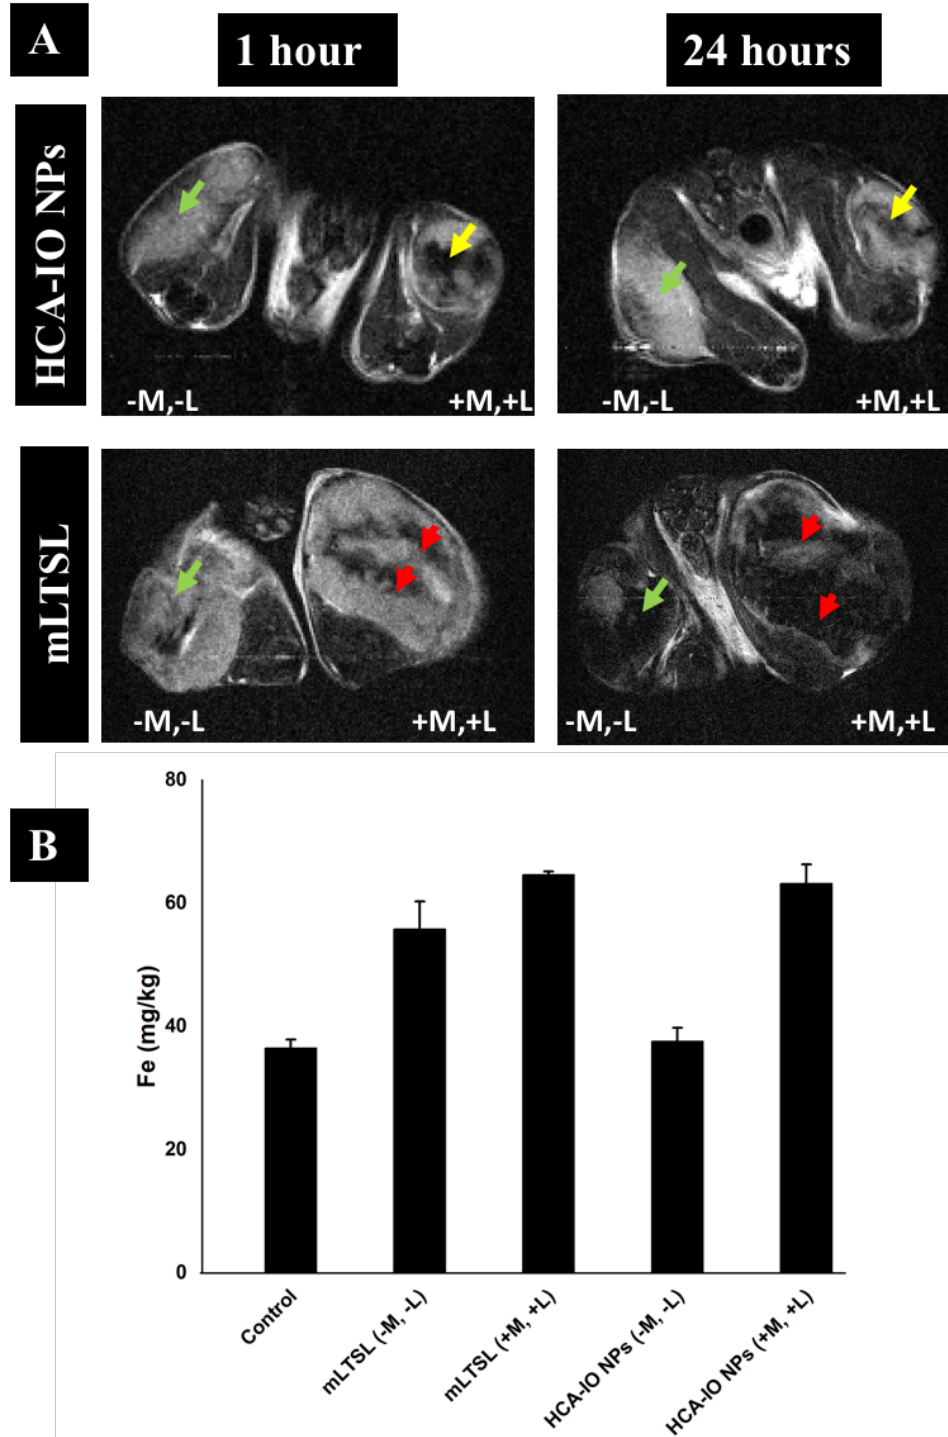 A
1 hour
24 hours
HCA-IO NPs
-M,-L
+M,+L
-M,-L
+M,+L
mLTSL
-M,-L
+M,+L
-M,-L
+M,+L
B
80
60
40
20
0
Fe (mg/kg)
Control
mLTSL (-M, -L)
mLTSL (+M, +L)
HCA-IO NPs (-M, -L)
HCA-IO NPs (+M, +L)